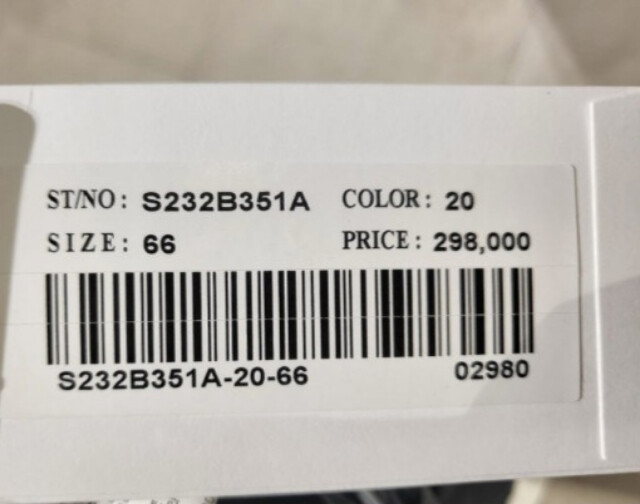 ST/NO: S232B351A COLOR: 20
SIZE: 66 PRICE: 298,000
S232B351A-20-66 02980